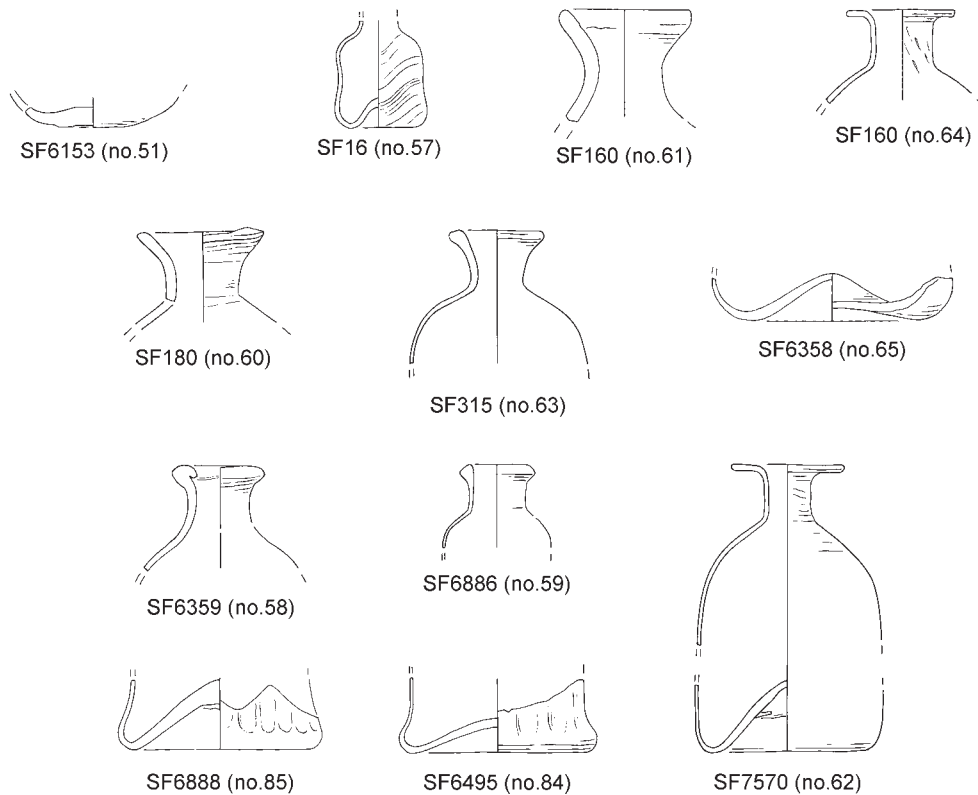 SF6153 (no.51)
SF16 (no.57)
SF160 (no.61)
SF160 (no.64)
SF180 (no.60)
SF315 (no.63)
SF6358 (no.65)
SF6359 (no.58)
SF6886 (no.59)
SF6888 (no.85)
SF6495 (no.84)
SF7570 (no.62)